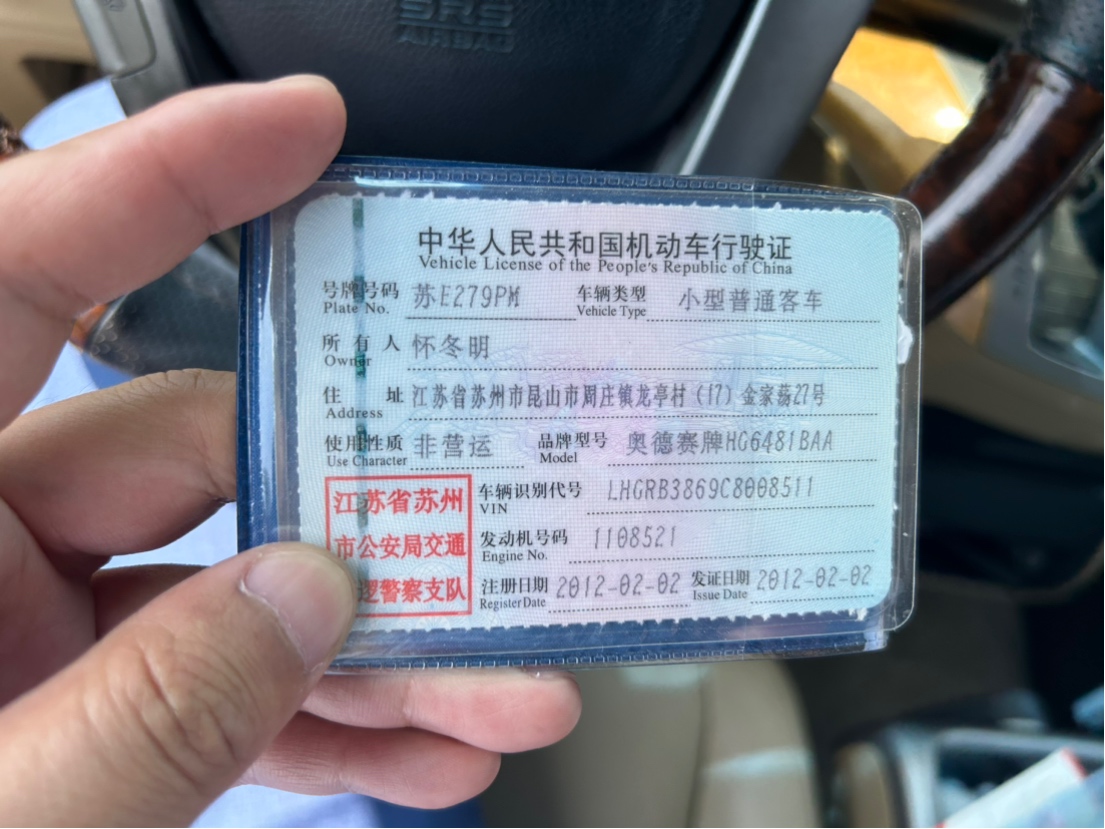 SRS
AIRBAG
中华人民共和国机动车行驶证
Vehicle License of the People's Republic of China
号牌号码 苏E279PM 车辆类型 小型普通客车
Plate No. Vehicle Type
所有人 怀冬明
Owner
住址 江苏省苏州市昆山市周庄镇龙亭村（17）金家荡27号
Address
使用性质 非营运 品牌型号 奥德赛牌HG6481BAA
Use Character Model
江苏省苏州 车辆识别代号 LHGRB3869C8008511
VIN
市公安局交通 发动机号码 1108521
Engine No.
逻警察支队 注册日期 2012-02-02 发证日期 2012-02-02
Register Date Issue Date